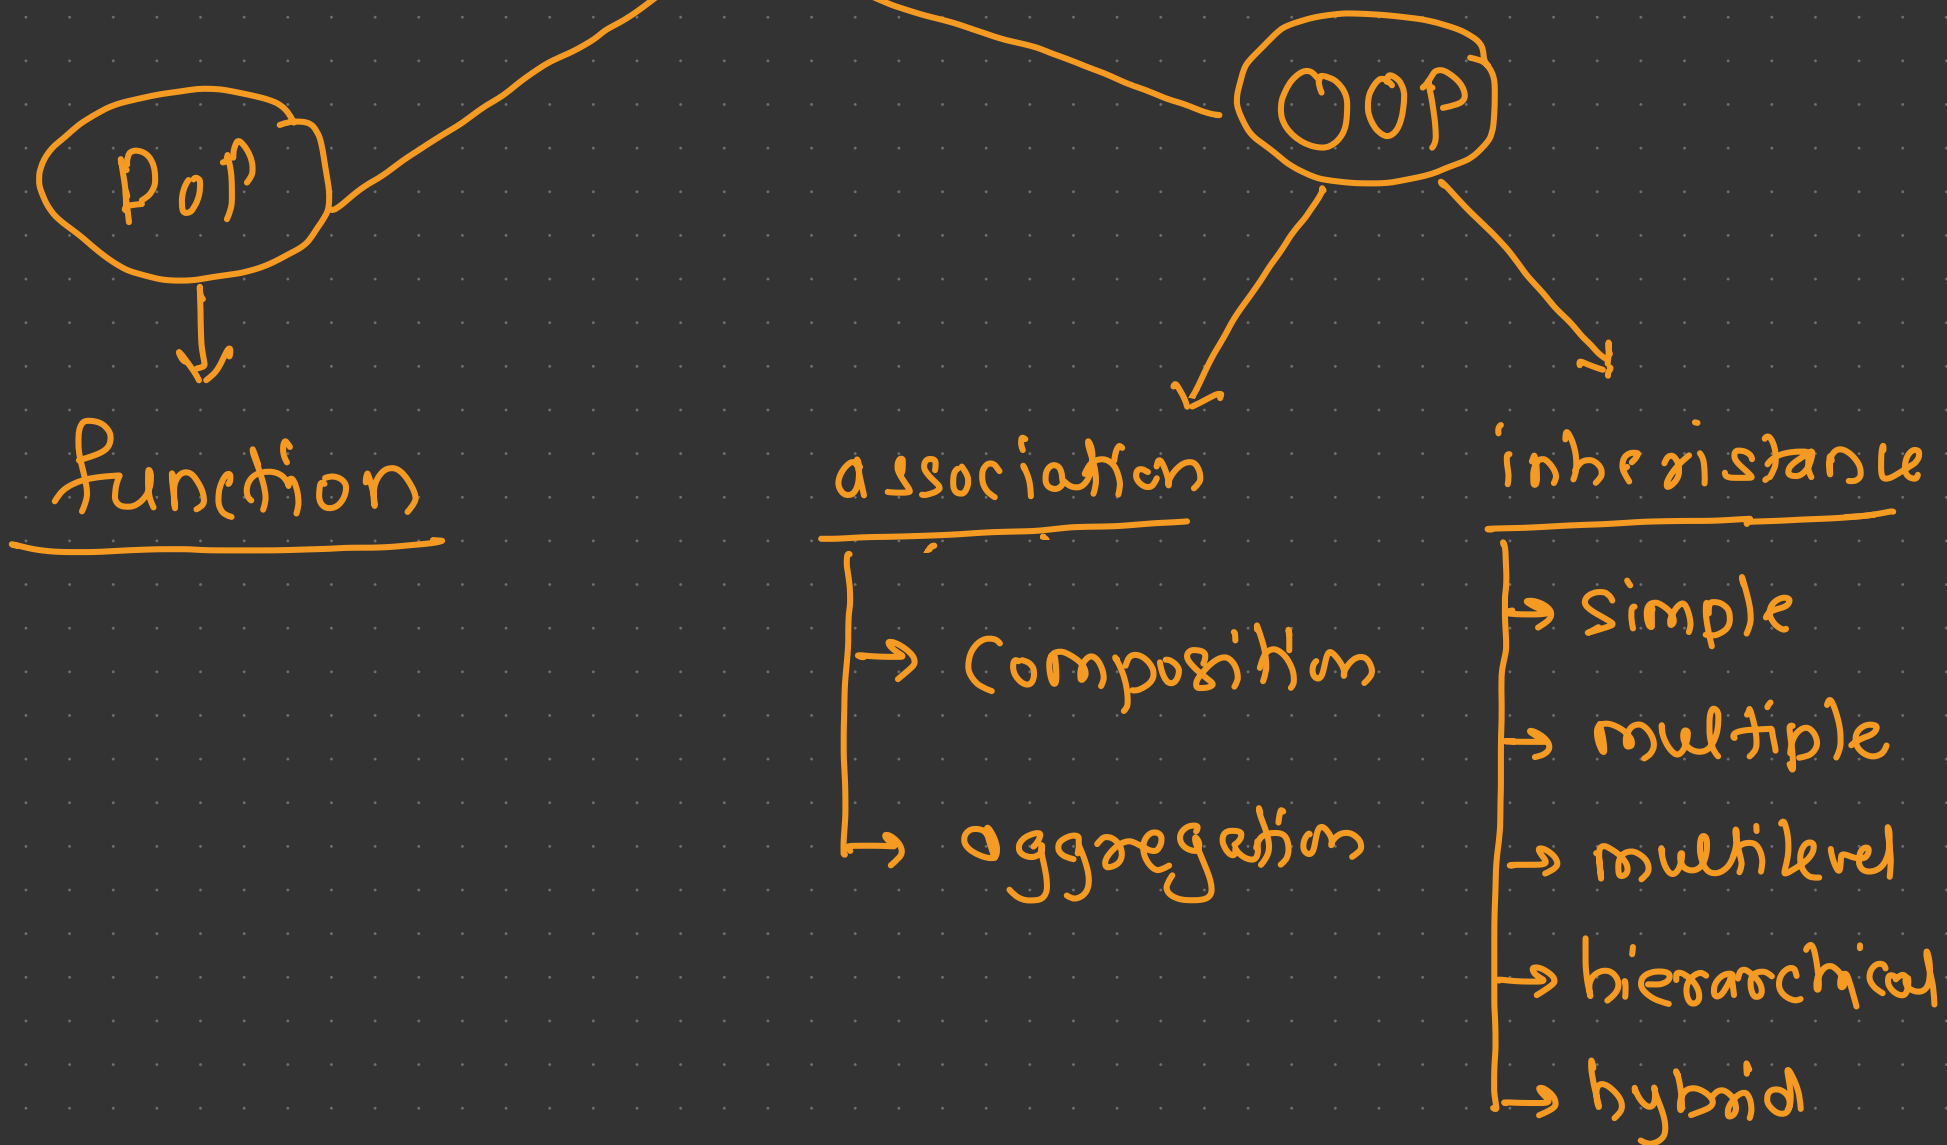 POP
OOP
function
association
inheristance
composition
aggregation
simple
multiple
multilevel
hierarchical
hybrid